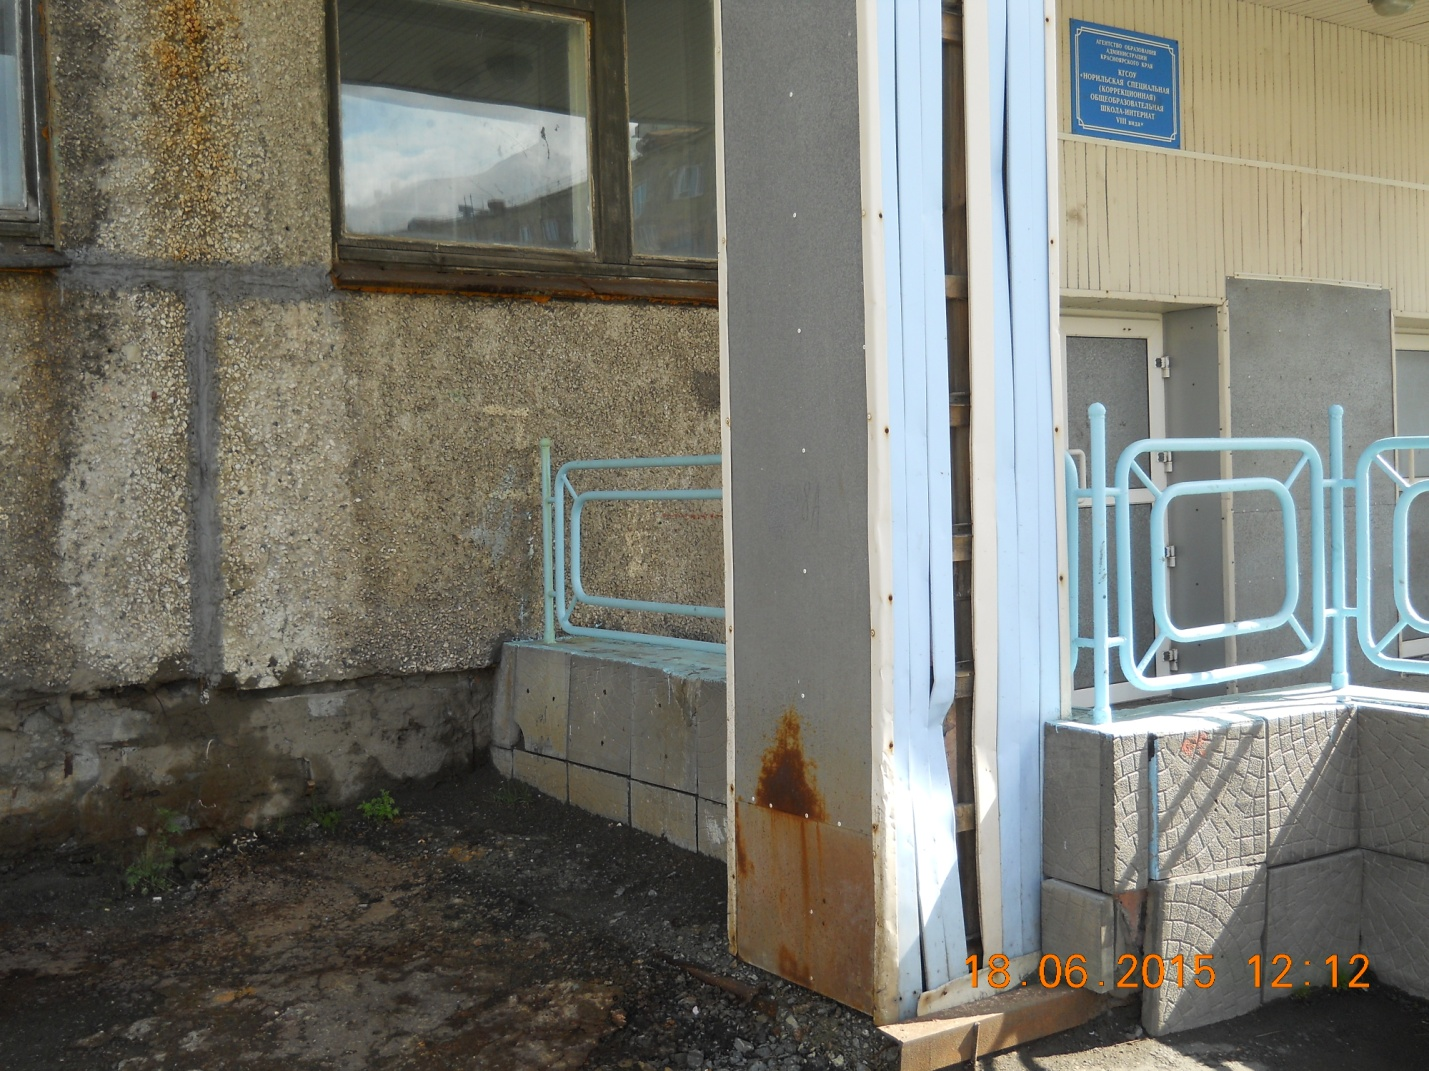 АГЕНТСТВО ОБРАЗОВАНИЯ
АДМИНИСТРАЦИИ
КРАСНОЯРСКОГО КРАЯ
КГСОУ
«НОРИЛЬСКАЯ СПЕЦИАЛЬНАЯ
(КОРРЕКЦИОННАЯ)
ОБЩЕОБРАЗОВАТЕЛЬНАЯ
ШКОЛА-ИНТЕРНАТ
VIII вида»
18.06.2015 12:12